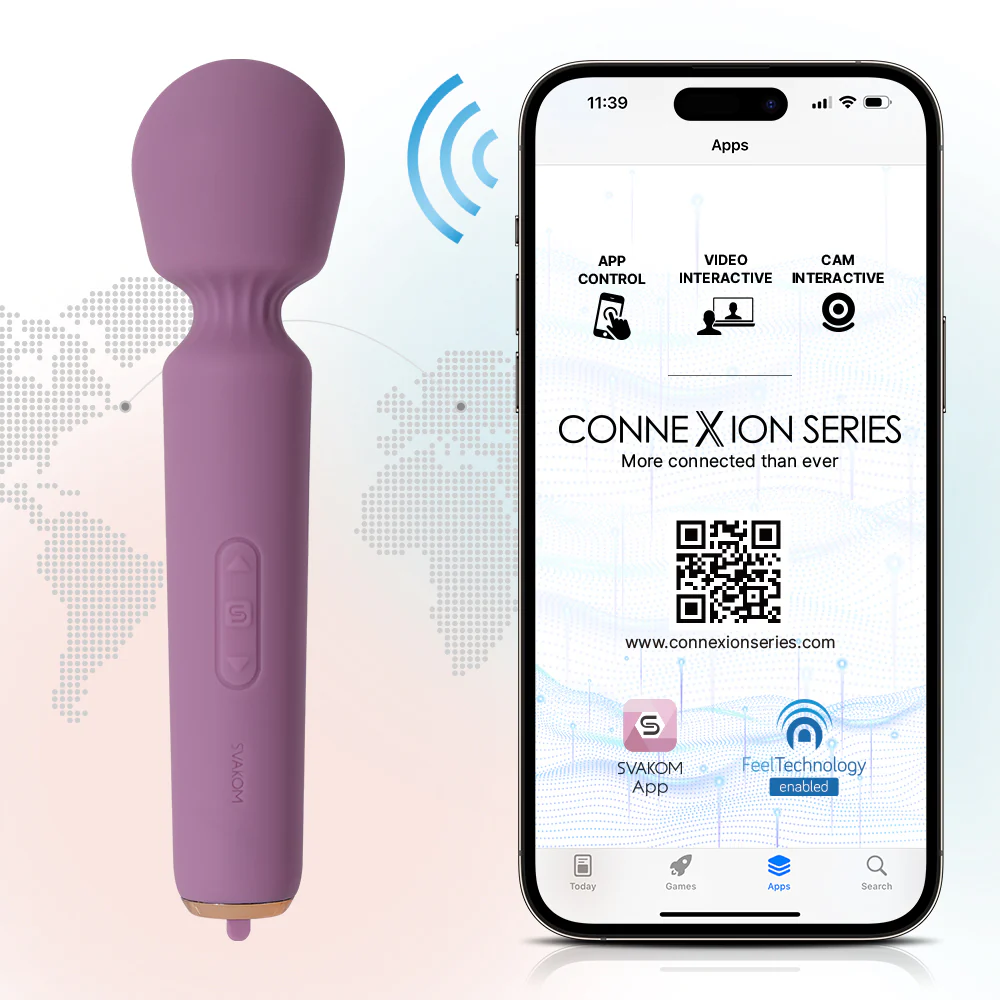 11:39
Apps
APP
CONTROL
VIDEO
INTERACTIVE
CAM
INTERACTIVE
CONNEXION SERIES
More connected than ever
www.connexionseries.com
SVAKOM
App
FeelTechnology
enabled
Today
Games
Apps
Search
SVAKOM